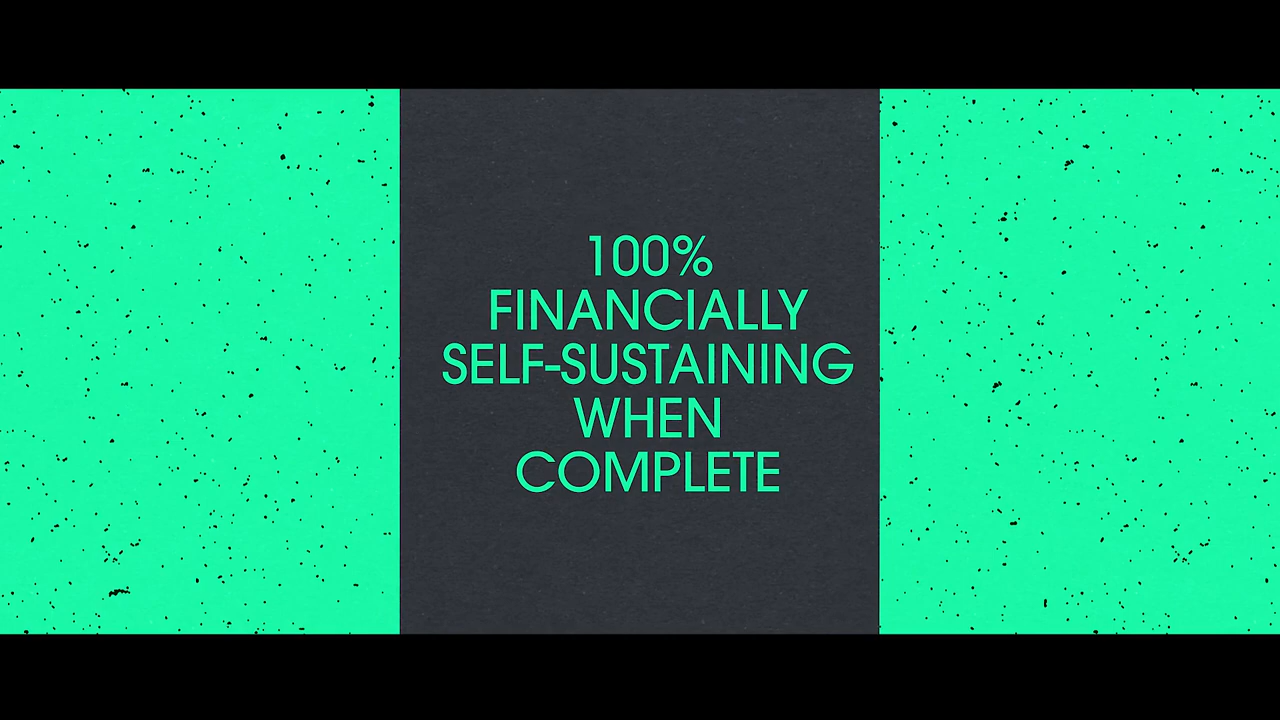 100%
FINANCIALLY
SELF-SUSTAINING
WHEN
COMPLETE